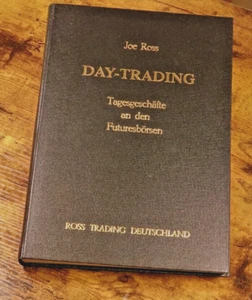 Joe Ross
DAY-TRADING
Tagesgeschäfte
an den
Futuresbörsen
ROSS TRADING DEUTSCHLAND